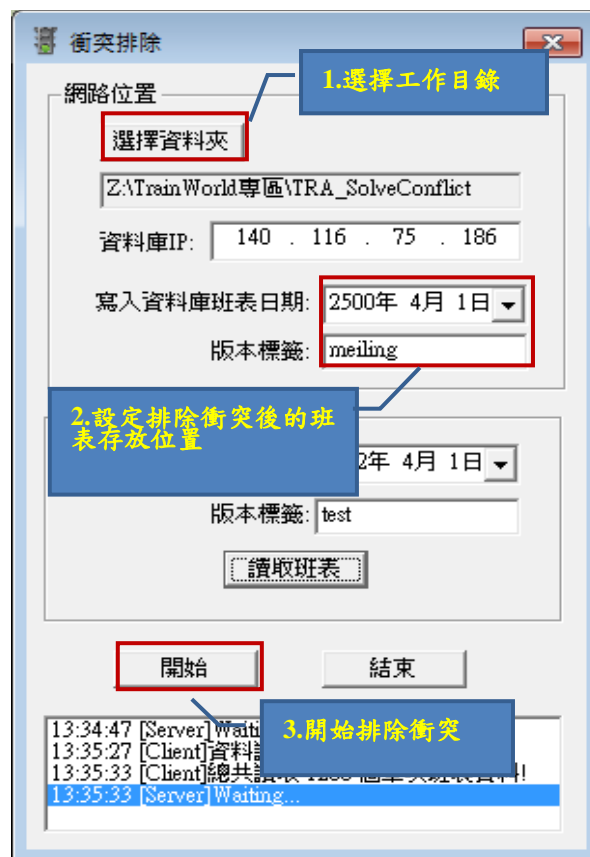 衝突排除
1.選擇工作目錄
網路位置
選擇資料夾
Z:\TrainWorld專區\TRA_SolveConflict
資料庫IP: 140 . 116 . 75 . 186
寫入資料庫班表日期: 2500年 4月 1日
版本標籤: meiling
2.設定排除衝突後的班
表存放位置
2年 4月 1日
版本標籤: test
讀取班表
開始
結束
3.開始排除衝突
13:34:47 [Server]Waiti
13:35:27 [Client]資料
13:35:33 [Client]總共
13:35:33 [Server]Waiting...